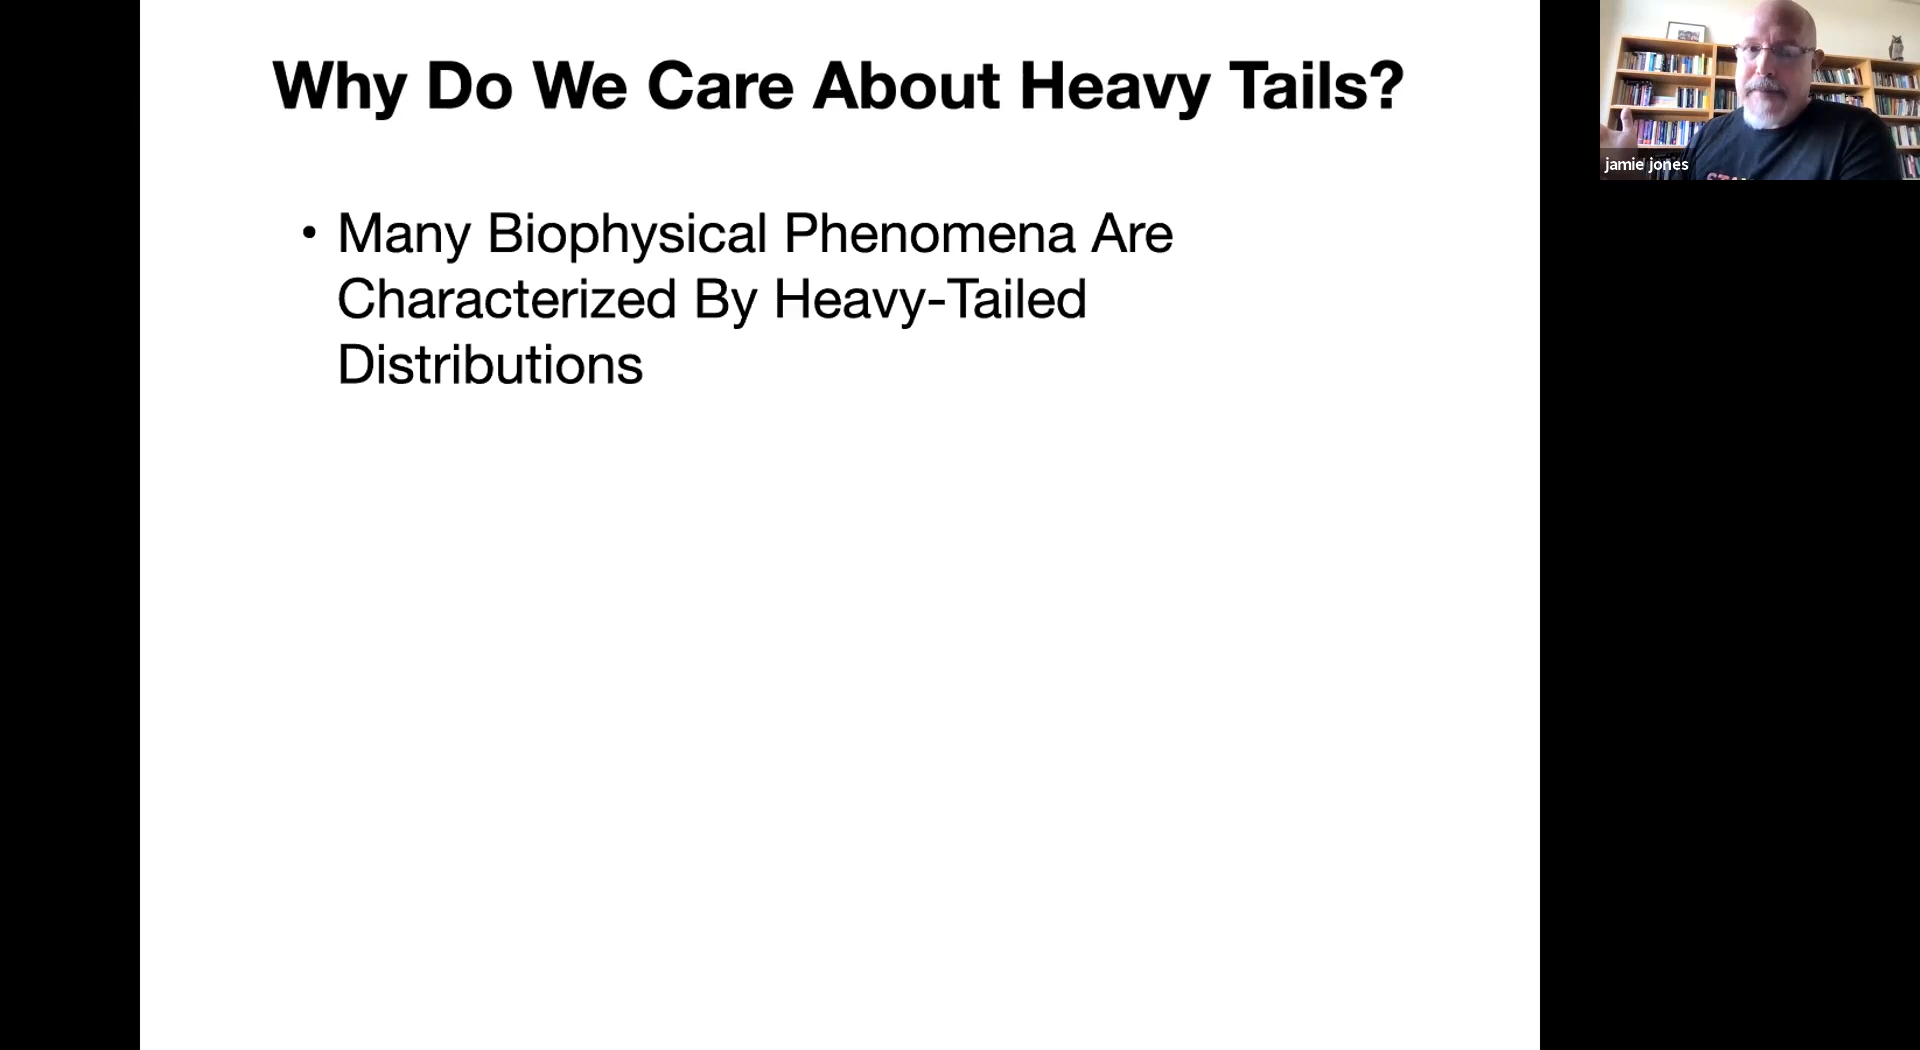 Why Do We Care About Heavy Tails?
• Many Biophysical Phenomena Are
Characterized By Heavy-Tailed
Distributions
jamie jones